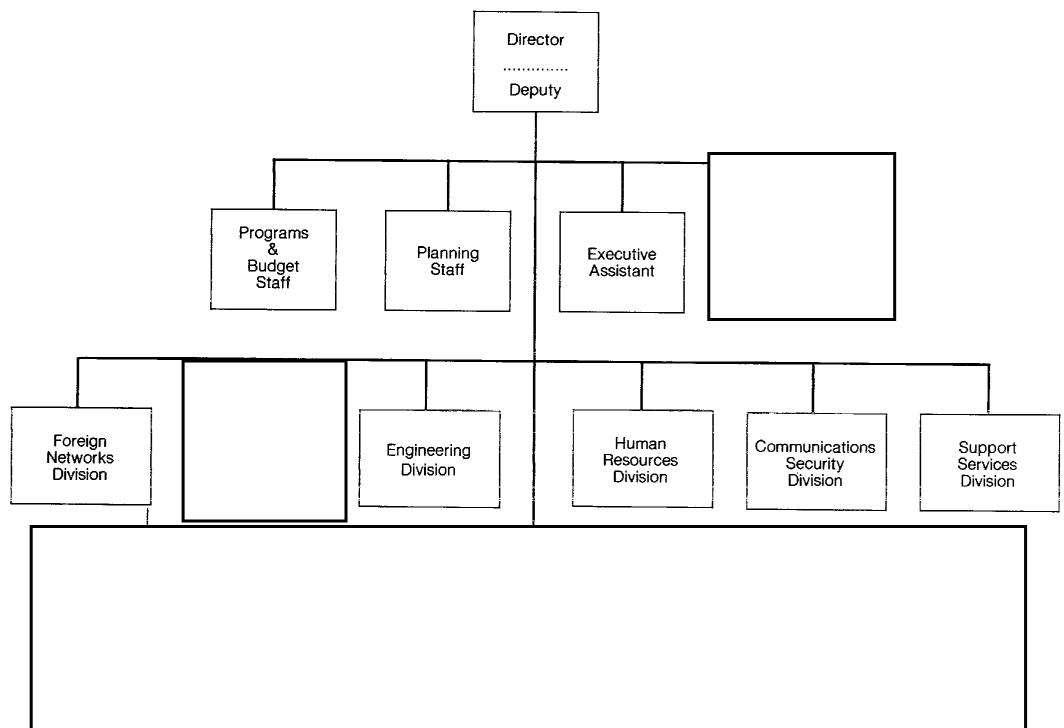 Director
..............
Deputy
Programs
&
Budget
Staff
Planning
Staff
Executive
Assistant
Foreign
Networks
Division
Engineering
Division
Human
Resources
Division
Communications
Security
Division
Support
Services
Division